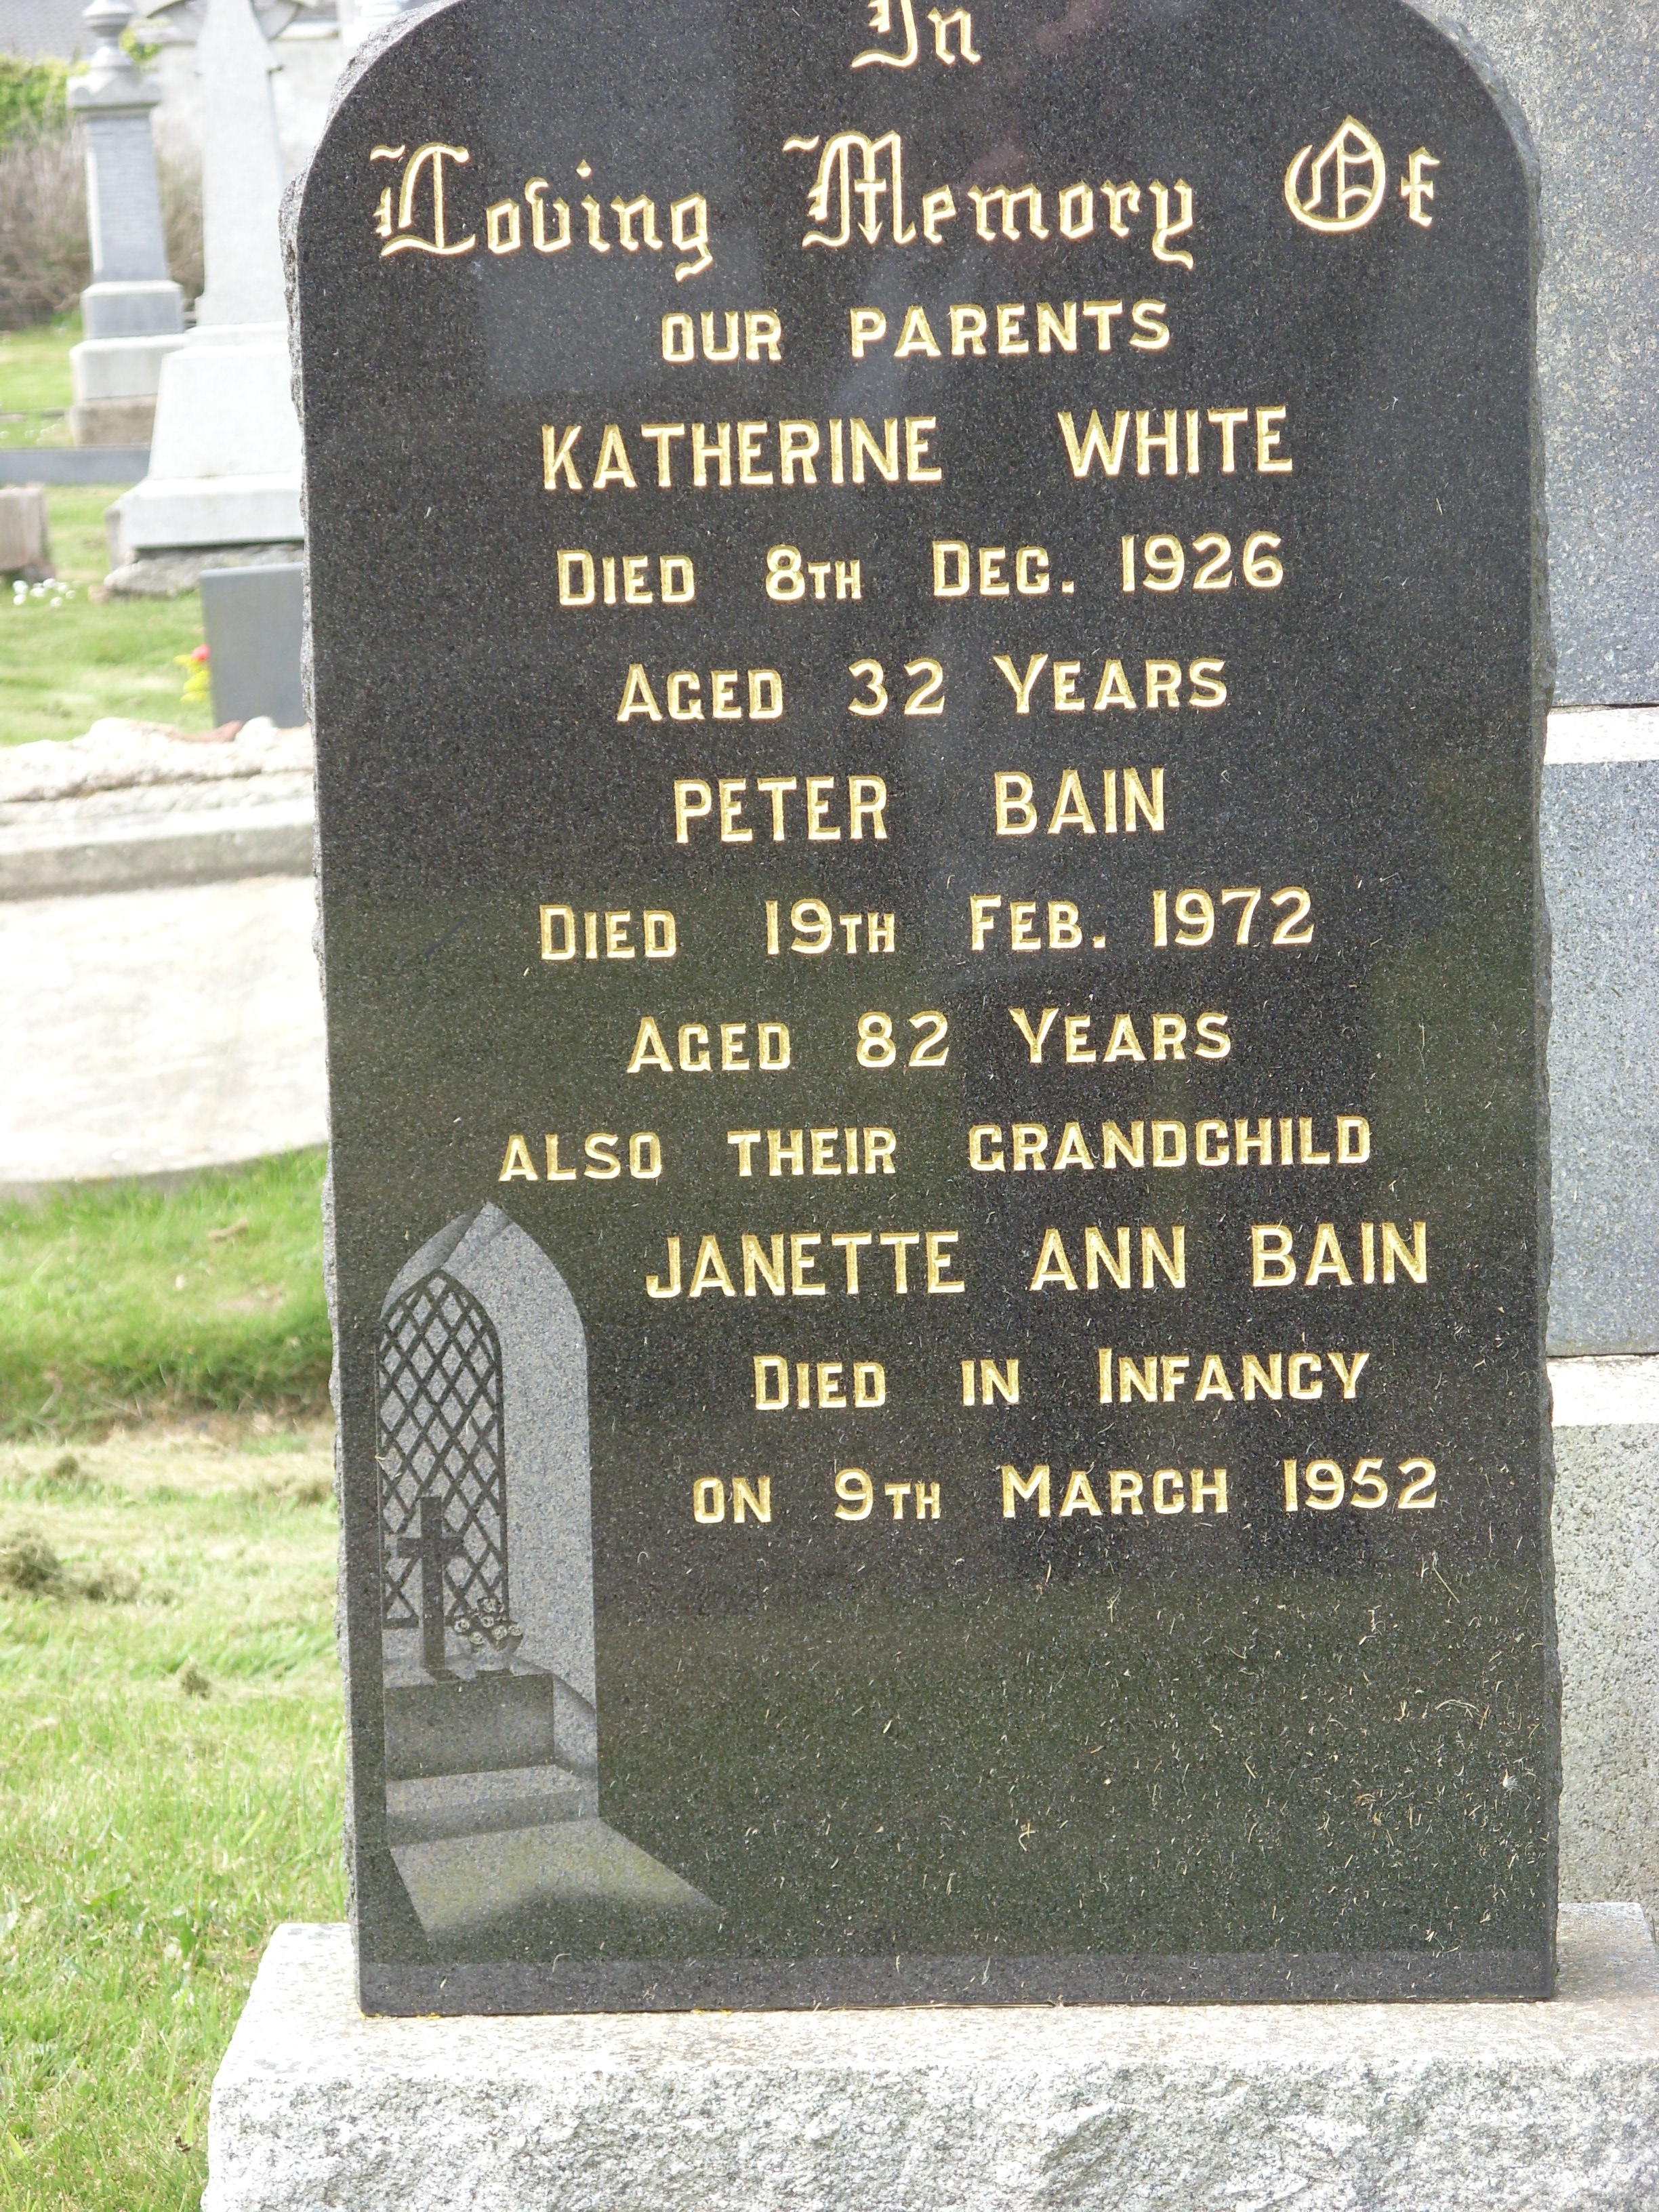 In
Loving Memory Of
OUR PARENTS
KATHERINE WHITE
DIED 8TH DEC. 1926
AGED 32 YEARS
PETER BAIN
DIED 19TH FEB. 1972
AGED 82 YEARS
ALSO THEIR GRANDCHILD
JANETTE ANN BAIN
DIED IN INFANCY
ON 9TH MARCH 1952